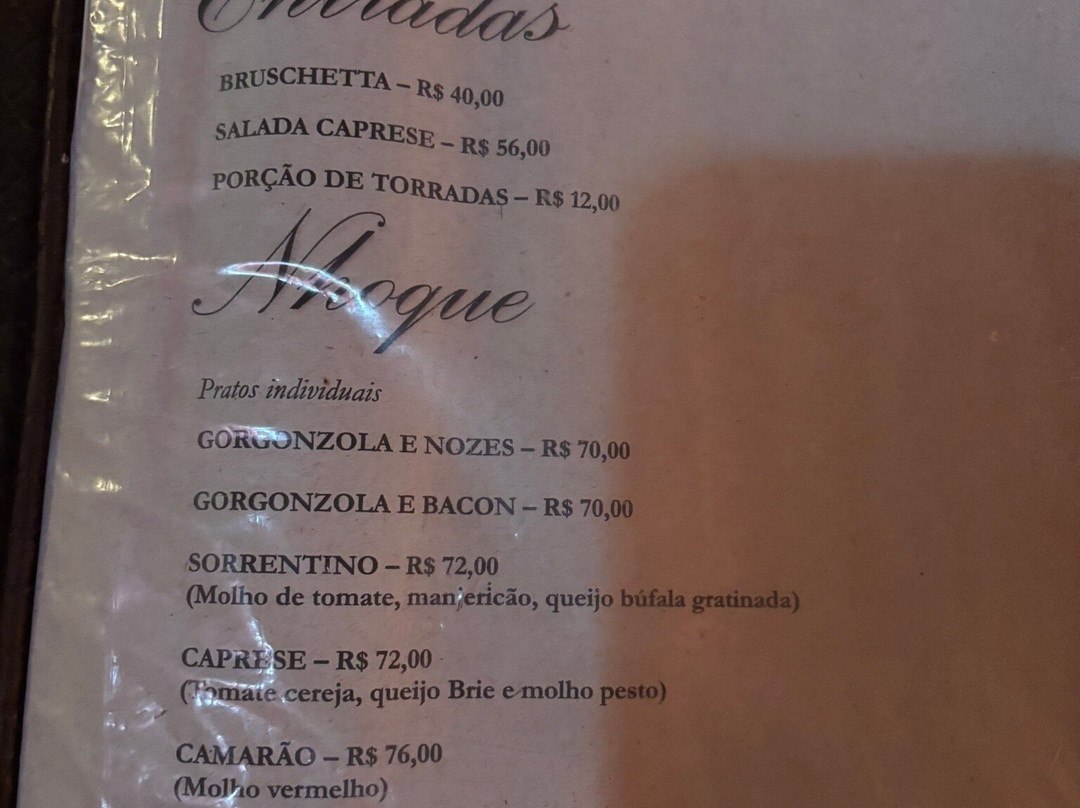 Entradas
BRUSCHETTA – R$ 40,00
SALADA CAPRESE – R$ 56,00
PORÇÃO DE TORRADAS – R$ 12,00
Nhoque
Pratos individuais
GORGONZOLA E NOZES – R$ 70,00
GORGONZOLA E BACON – R$ 70,00
SORRENTINO – R$ 72,00
(Molho de tomate, manjericão, queijo búfala gratinada)
CAPRESE – R$ 72,00
(Tomate cereja, queijo Brie e molho pesto)
CAMARÃO – R$ 76,00
(Molho vermelho)